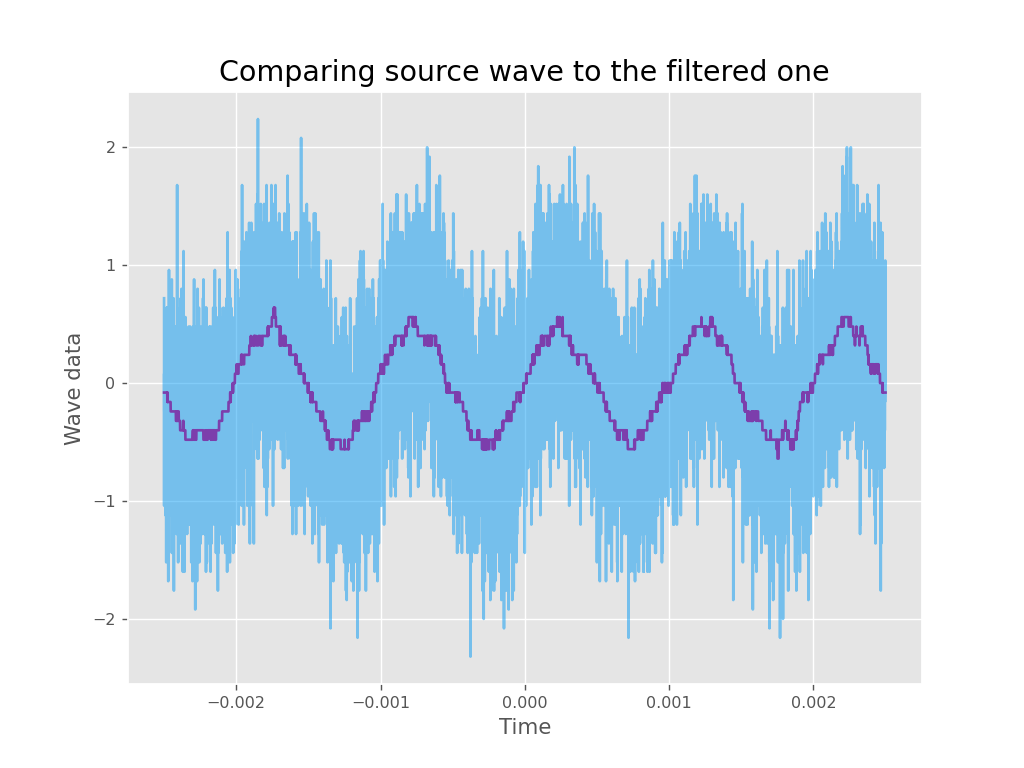 Comparing source wave to the filtered one
2
1
0
−1
−2
Wave data
−0.002 −0.001 0.000 0.001 0.002
Time